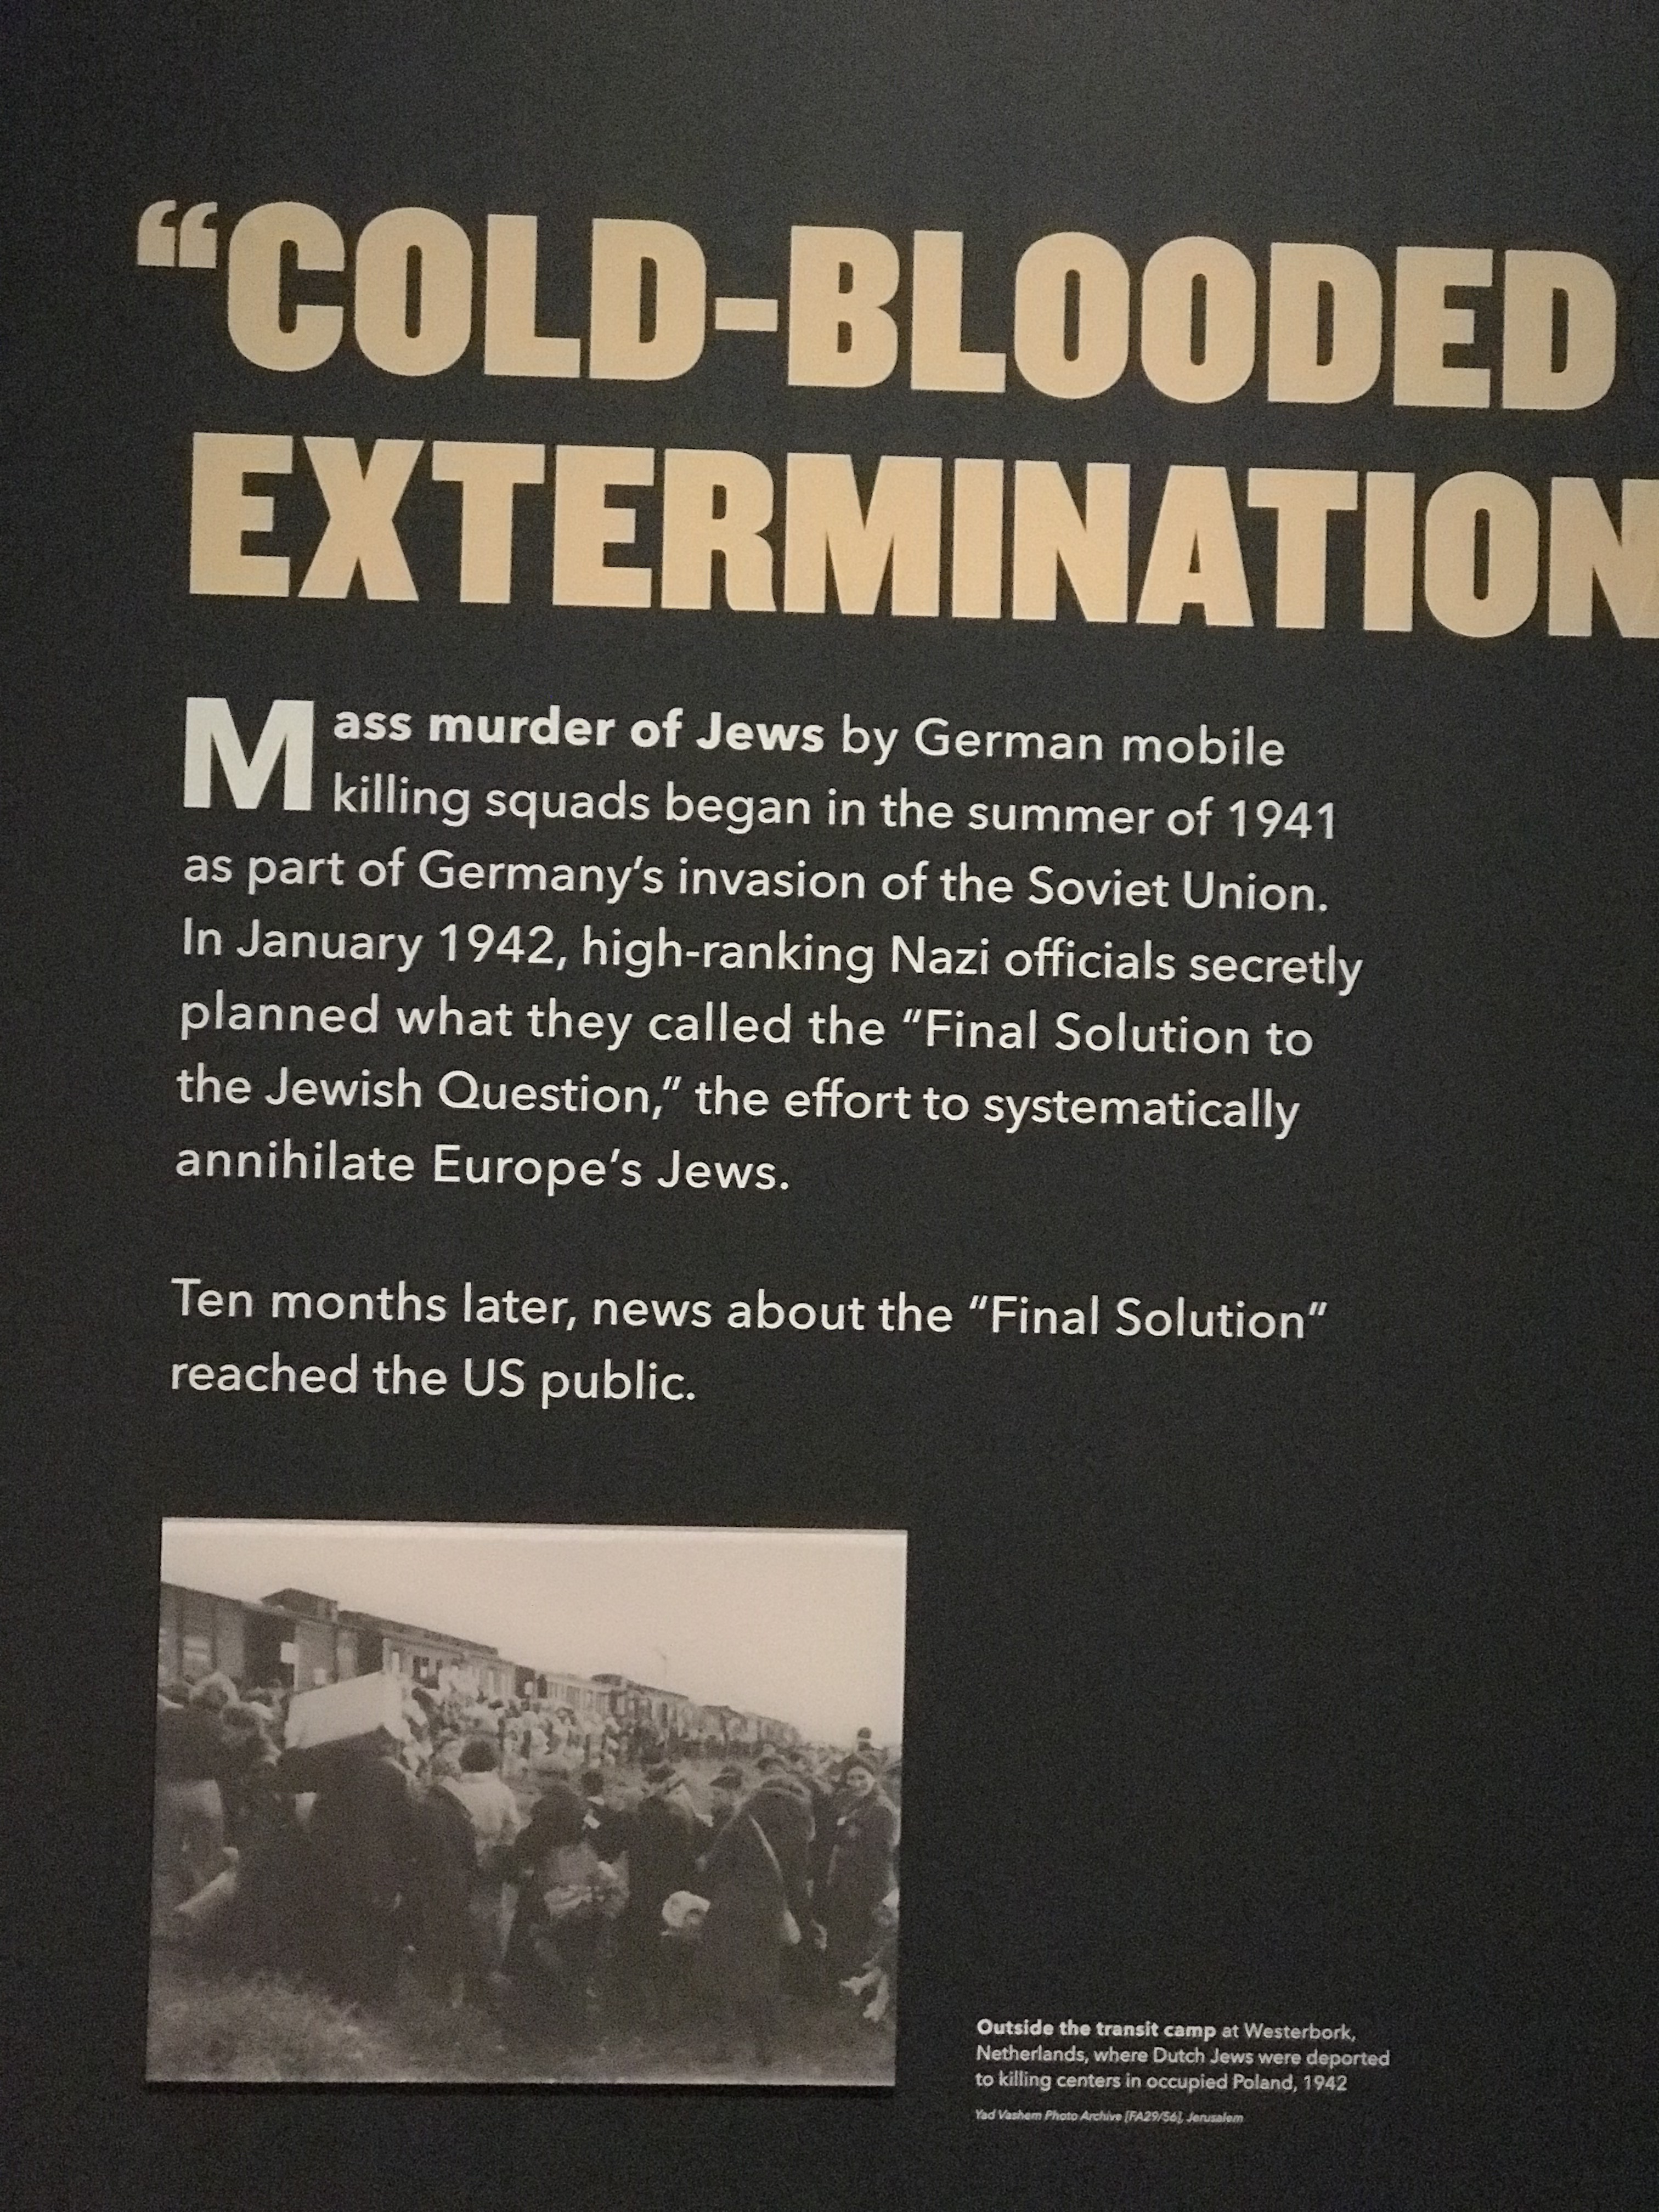 “COLD-BLOODED
EXTERMINATION
Mass murder of Jews by German mobile
killing squads began in the summer of 1941
as part of Germany’s invasion of the Soviet Union.
In January 1942, high-ranking Nazi officials secretly
planned what they called the “Final Solution to
the Jewish Question,” the effort to systematically
annihilate Europe’s Jews.
Ten months later, news about the “Final Solution”
reached the US public.
Outside the transit camp at Westerbork,
Netherlands, where Dutch Jews were deported
to killing centers in occupied Poland, 1942
Yad Vashem Photo Archive [FA29/56], Jerusalem